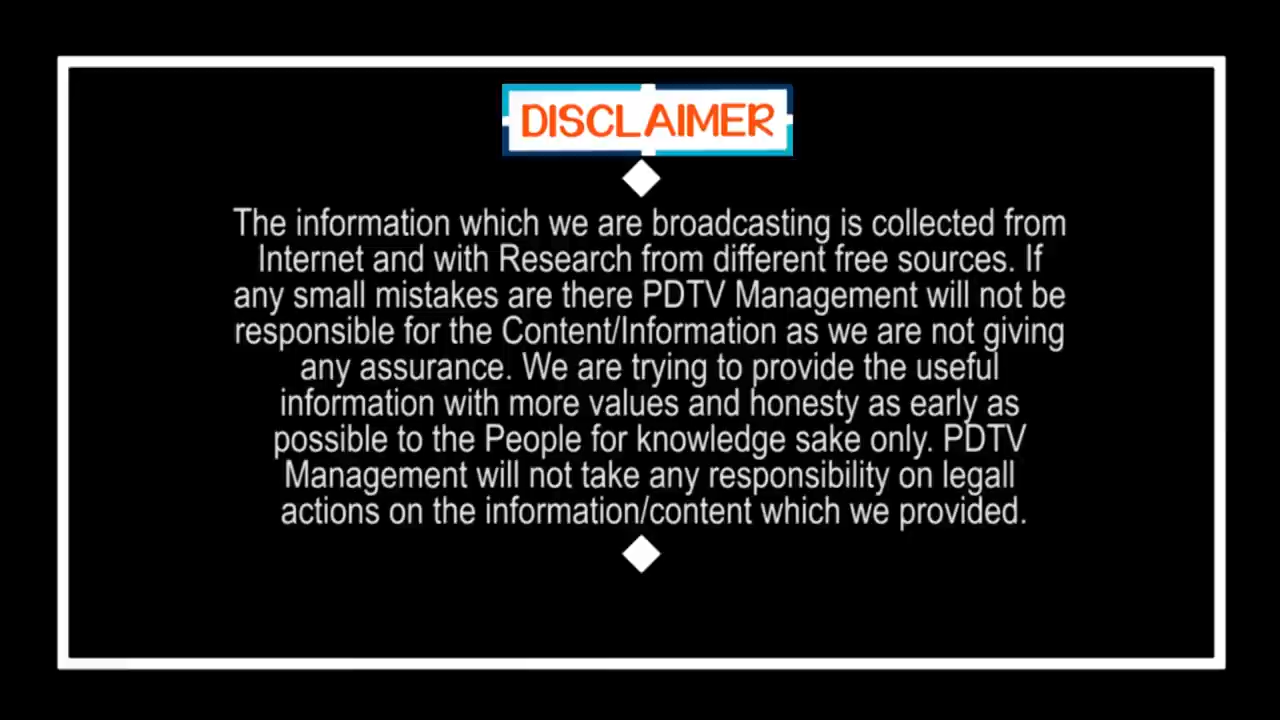 DISCLAIMER
The information which we are broadcasting is collected from
Internet and with Research from different free sources. If
any small mistakes are there PDTV Management will not be
responsible for the Content/Information as we are not giving
any assurance. We are trying to provide the useful
information with more values and honesty as early as
possible to the People for knowledge sake only. PDTV
Management will not take any responsibility on legall
actions on the information/content which we provided.